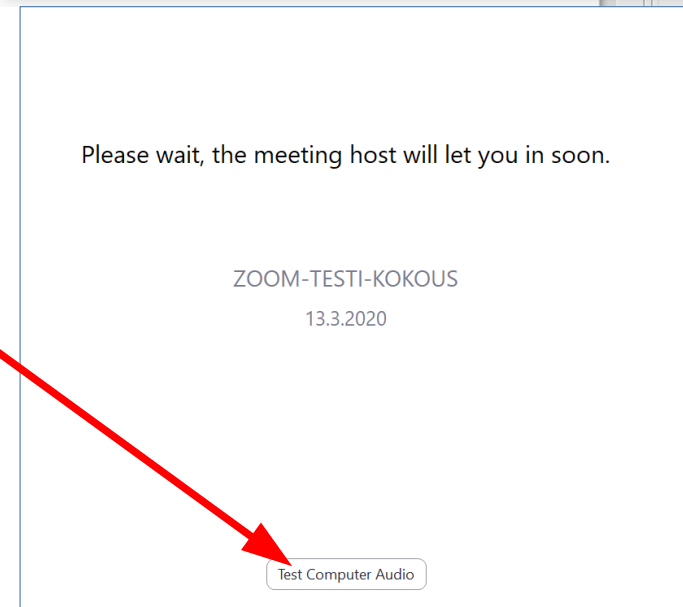 Please wait, the meeting host will let you in soon.
ZOOM-TESTI-KOKOUS
13.3.2020
Test Computer Audio